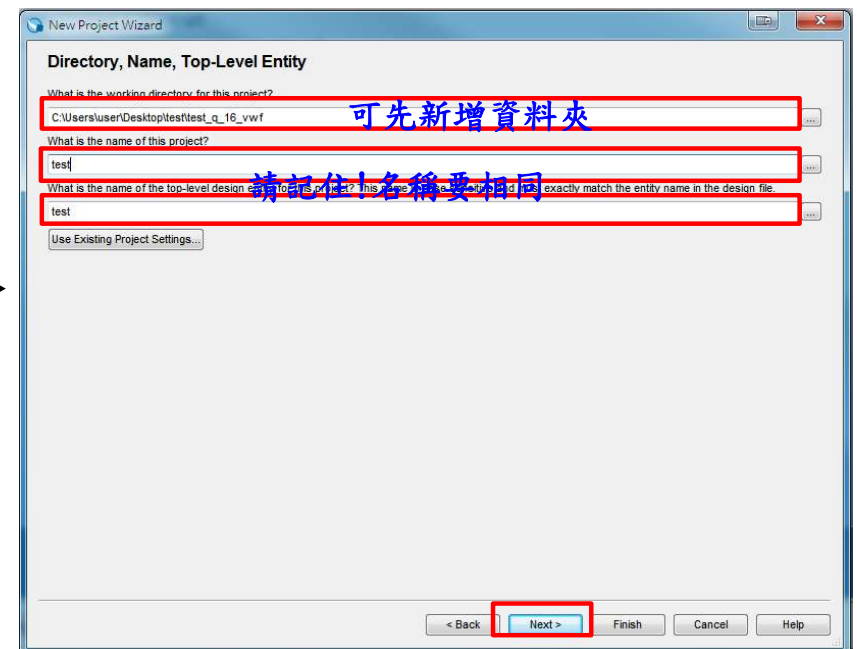 New Project Wizard
Directory, Name, Top-Level Entity
What is the working directory for this project?
C:\Users\user\Desktop\test\test_q_16_vwf
...
可先新增資料夾
What is the name of this project?
test
...
What is the name of the top-level design entity for this project? This name is case sensitive and must exactly match the entity name in the design file.
請記住!名稱要相同
test
...
Use Existing Project Settings...
< Back
Next >
Finish
Cancel
Help